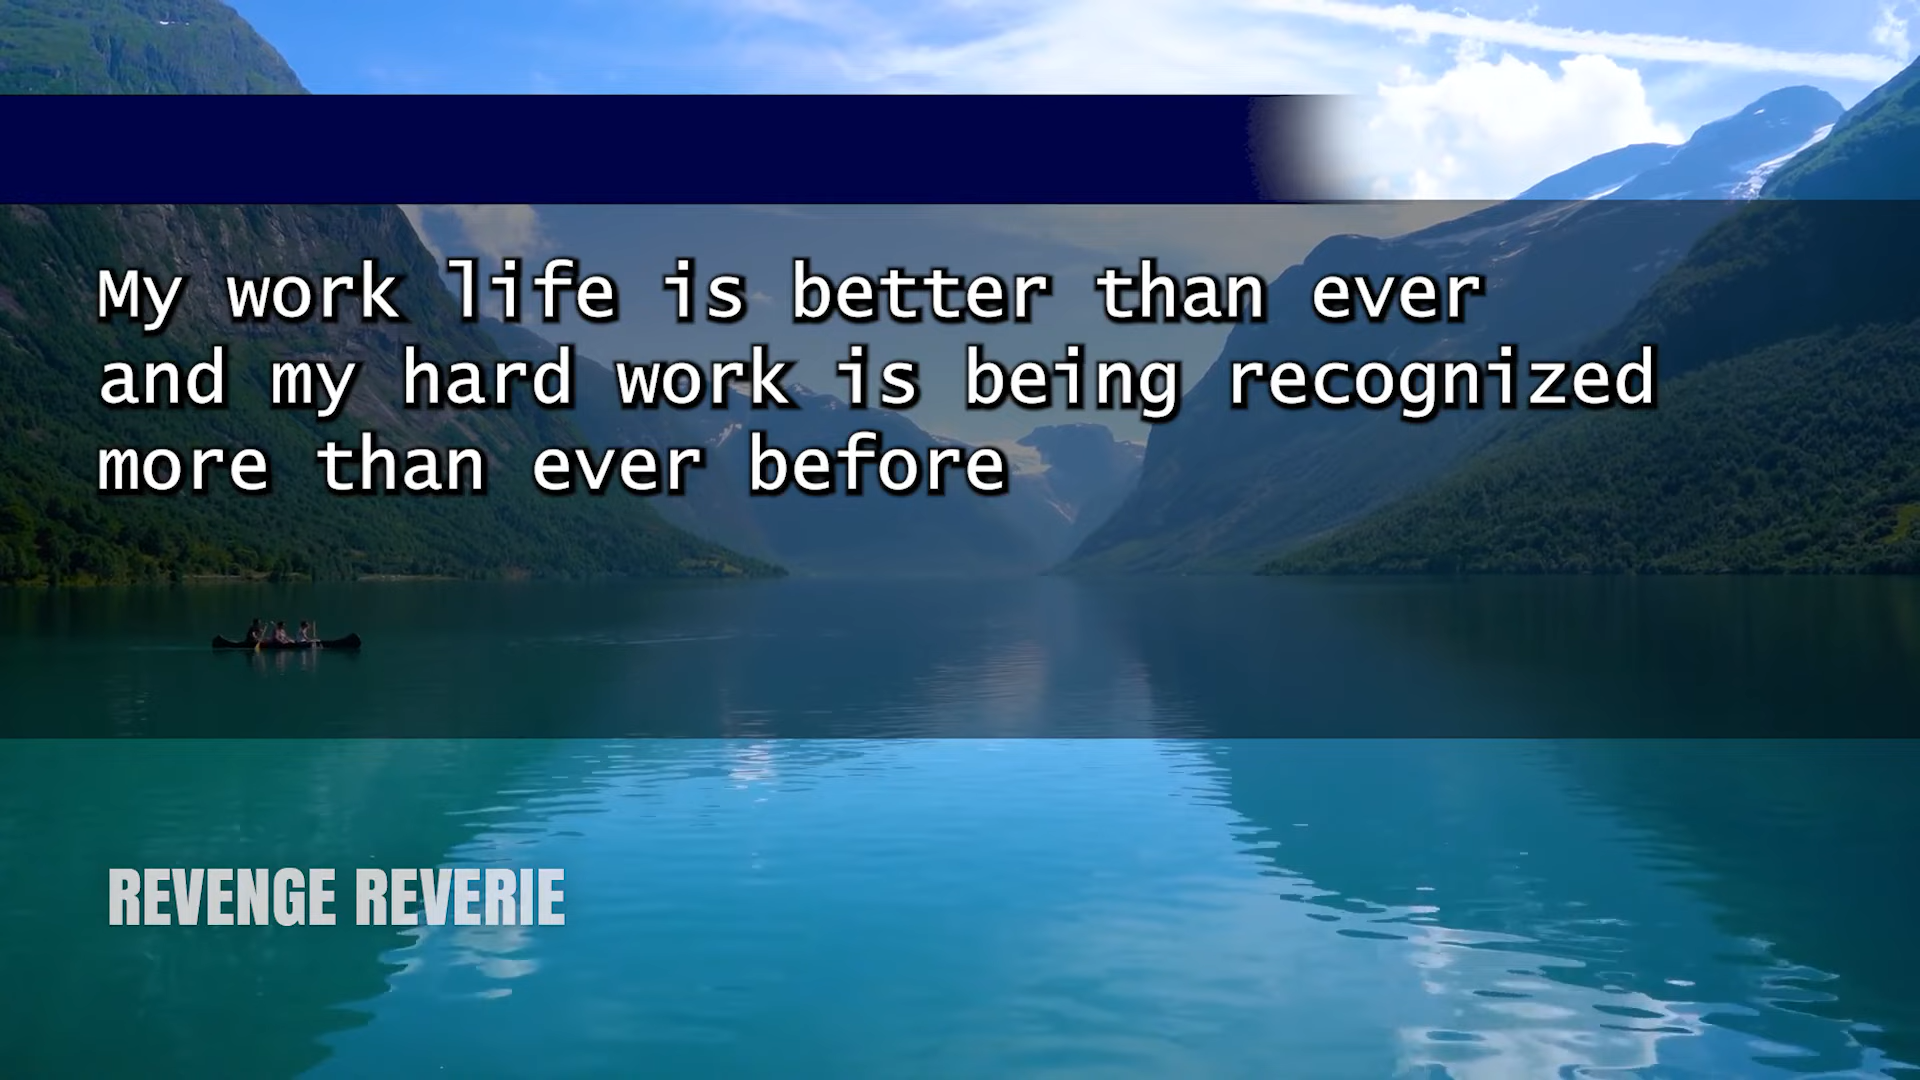 My work life is better than ever
and my hard work is being recognized
more than ever before
REVENGE REVERIE